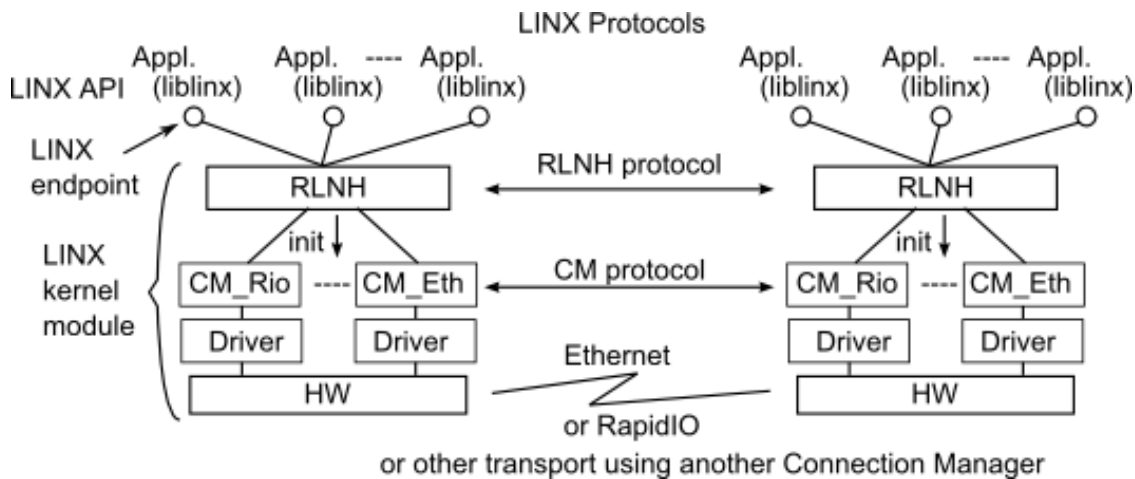 LINX Protocols
Appl. Appl. ---- Appl. Appl. Appl. ---- Appl.
LINX API (liblinx) (liblinx) (liblinx) (liblinx) (liblinx) (liblinx)
LINX
endpoint
RLNH RLNH protocol RLNH
init init
LINX
kernel
module
CM_Rio ---- CM_Eth CM protocol CM_Rio ---- CM_Eth
Driver Driver Driver Driver
Ethernet
HW HW
or RapidIO
or other transport using another Connection Manager